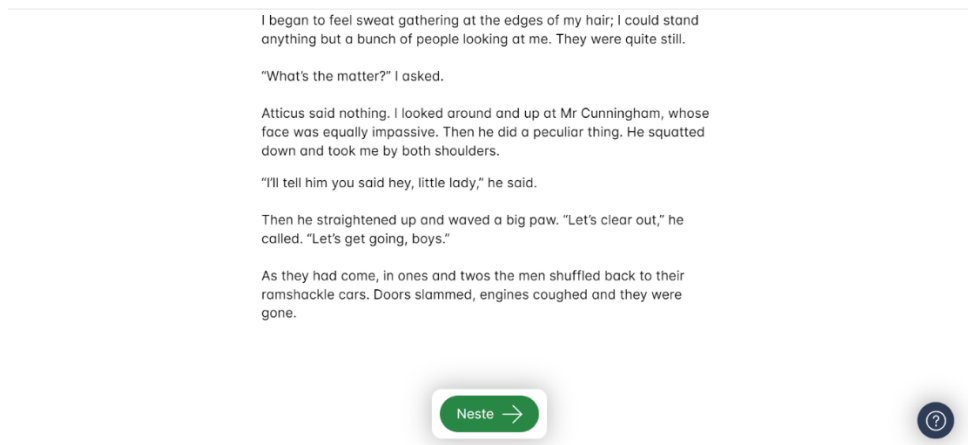 I began to feel sweat gathering at the edges of my hair; I could stand
anything but a bunch of people looking at me. They were quite still.
“What’s the matter?” I asked.
Atticus said nothing. I looked around and up at Mr Cunningham, whose
face was equally impassive. Then he did a peculiar thing. He squatted
down and took me by both shoulders.
“I’ll tell him you said hey, little lady,” he said.
Then he straightened up and waved a big paw. “Let’s clear out,” he
called. “Let’s get going, boys.”
As they had come, in ones and twos the men shuffled back to their
ramshackle cars. Doors slammed, engines coughed and they were
gone.
Neste
?